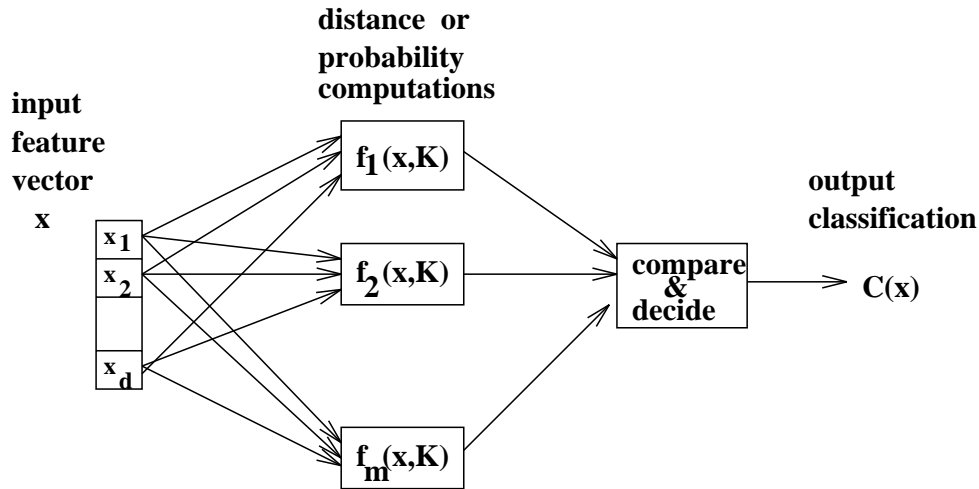 distance or
probability
computations
input
feature
vector
x
x1
x2
xd
f1(x,K)
f2(x,K)
fm(x,K)
compare
&
decide
output
classification
C(x)